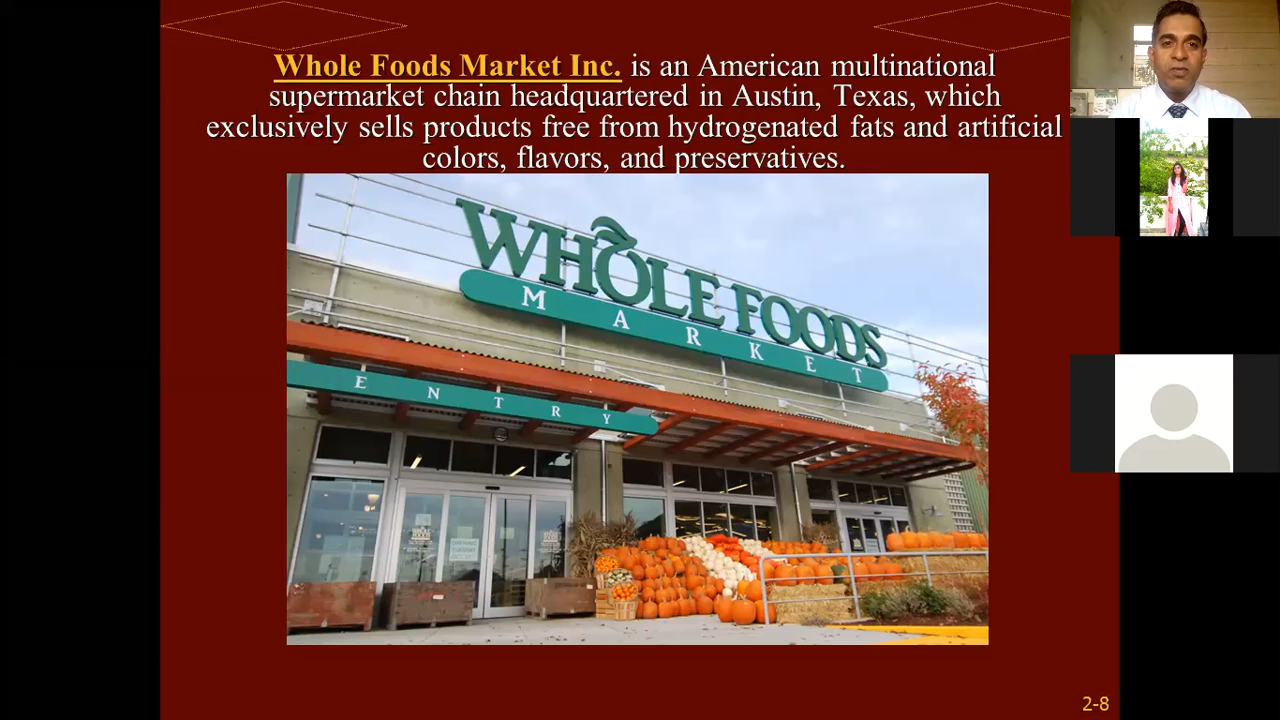 Whole Foods Market Inc. is an American multinational
supermarket chain headquartered in Austin, Texas, which
exclusively sells products free from hydrogenated fats and artificial
colors, flavors, and preservatives.
WHOLE FOODS
MARKET
ENTRY
2-8